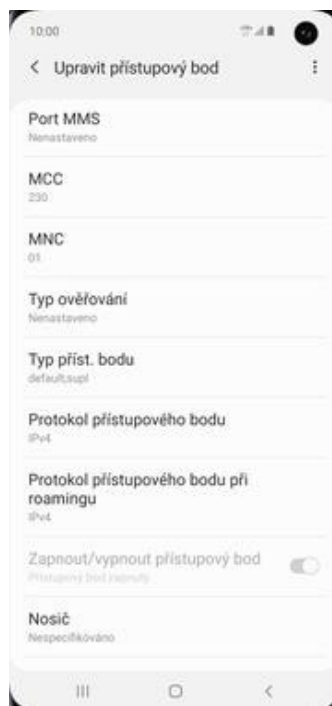 10:00
Upravit přístupový bod
Port MMS
Nenastaveno
MCC
230
MNC
01
Typ ověřování
Nenastaveno
Typ příst. bodu
default,supl
Protokol přístupového bodu
IPv4
Protokol přístupového bodu při
roamingu
IPv4
Zapnout/vypnout přístupový bod
Přístupový bod zapnutý
Nosič
Nespecifikováno